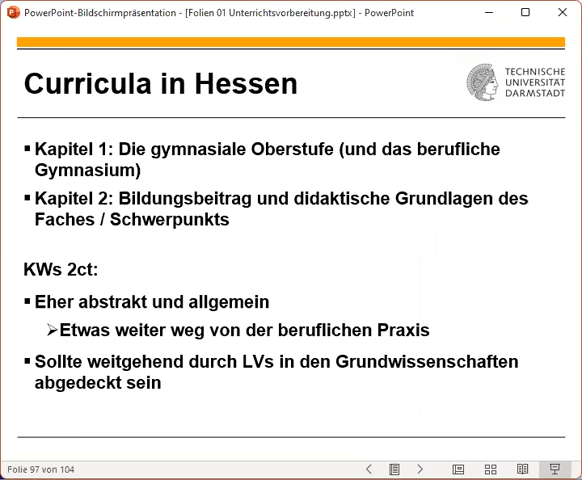 PowerPoint-Bildschirmpräsentation - [Folien 01 Unterrichtsvorbereitung.pptx] - PowerPoint
Curricula in Hessen
TECHNISCHE
UNIVERSITÄT
DARMSTADT
Kapitel 1: Die gymnasiale Oberstufe (und das berufliche
Gymnasium)
Kapitel 2: Bildungsbeitrag und didaktische Grundlagen des
Faches / Schwerpunkts
KWs 2ct:
Eher abstrakt und allgemein
Etwas weiter weg von der beruflichen Praxis
Sollte weitgehend durch LVs in den Grundwissenschaften
abgedeckt sein
Folie 97 von 104